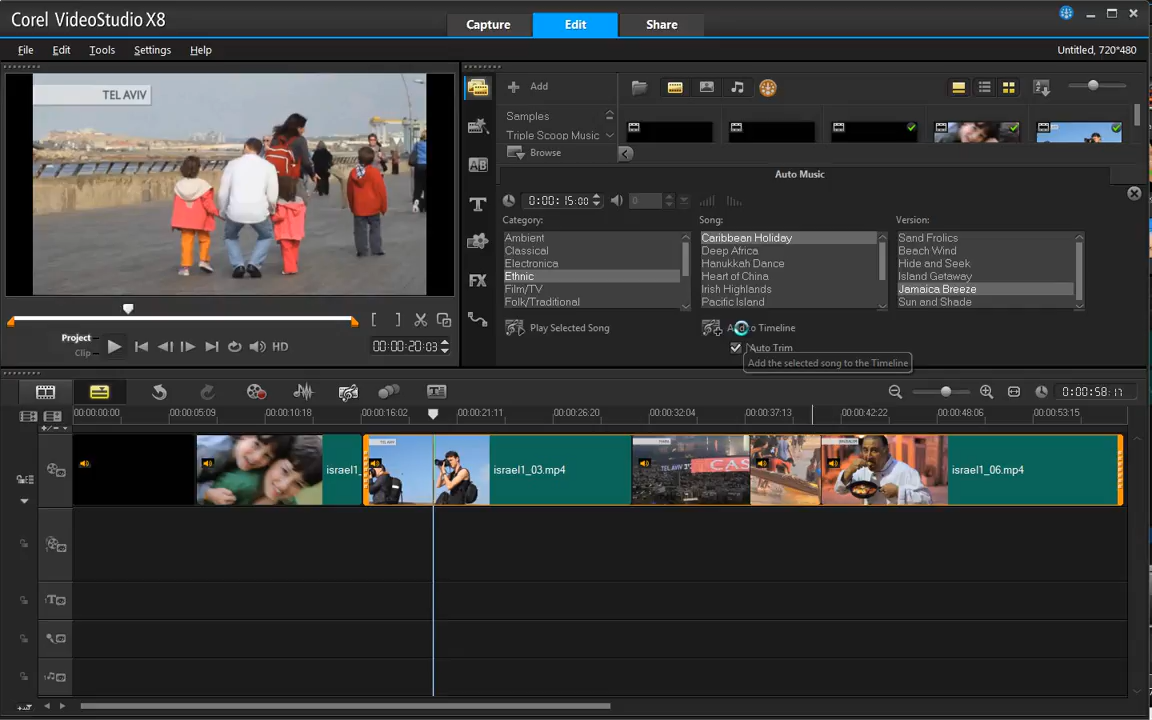 Corel VideoStudio X8
Capture
Edit
Share
File Edit Tools Settings Help
Untitled, 720*480
TEL AVIV
Add
Samples
Triple Scoop Music
Browse
Auto Music
0:00: 15:00
0
Category:
Song:
Version:
Ambient
Classical
Electronica
Ethnic
Film/TV
Folk/Traditional
Caribbean Holiday
Deep Africa
Hanukkah Dance
Heart of China
Irish Highlands
Pacific Island
Sand Frolics
Beach Wind
Hide and Seek
Island Getaway
Jamaica Breeze
Sun and Shade
Play Selected Song
Add to Timeline
Auto Trim
Add the selected song to the Timeline
Project
Clip
HD
00:00:20:03
AB
T
FX
0:00:58:17
00:00:00:00
00:00:05:09
00:00:10:18
00:00:16:02
00:00:21:11
00:00:26:20
00:00:32:04
00:00:37:13
00:00:42:22
00:00:48:06
00:00:53:15
israel1_
israel1_03.mp4
israel1_06.mp4